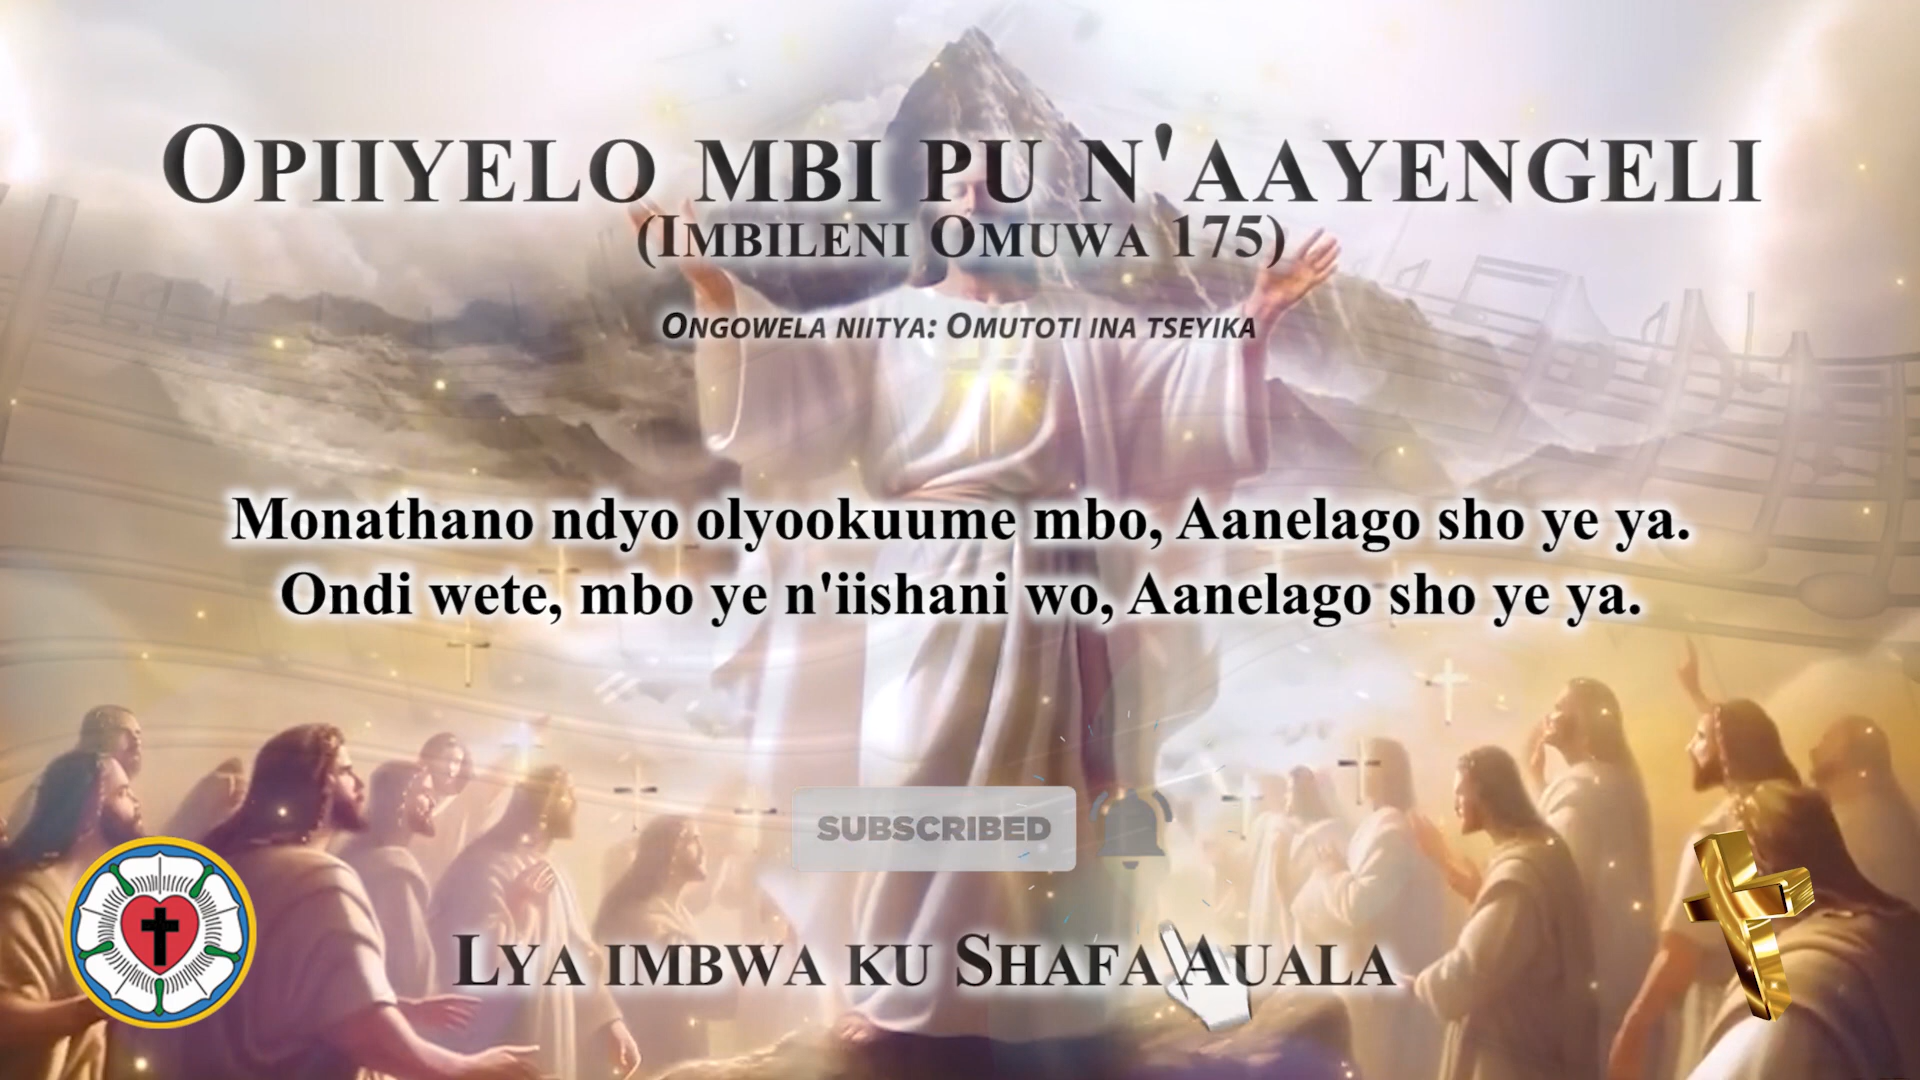 Opiiyelo mbi pu n'aayengeli
(Imbileni Omuwa 175)
Ongowela niitya: Omutoti ina tseyika
Monathano ndyo olyookuume mbo, Aanelago sho ye ya.
Ondi wete, mbo ye n'iishani wo, Aanelago sho ye ya.
SUBSCRIBED
Lya imbwa ku Shafa Auala